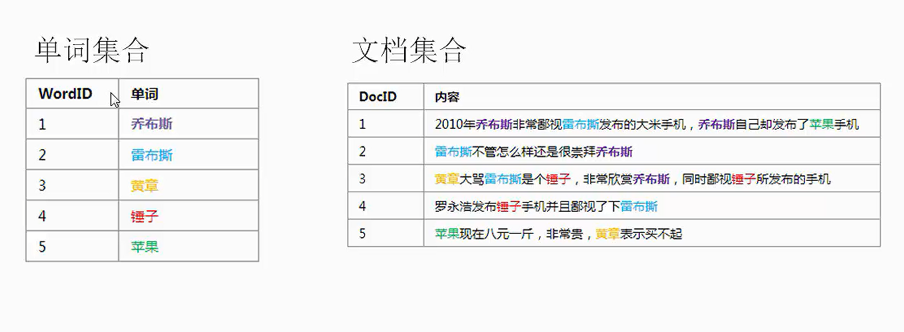 单词集合
WordID 单词
1 乔布斯
2 雷布撕
3 黄章
4 锤子
5 苹果
文档集合
DocID 内容
1 2010年乔布斯非常鄙视雷布撕发布的大米手机，乔布斯自己却发布了苹果手机
2 雷布撕不管怎么样还是很崇拜乔布斯
3 黄章大骂雷布撕是个锤子，非常欣赏乔布斯，同时鄙视锤子所发布的手机
4 罗永浩发布锤子手机并且鄙视了下雷布撕
5 苹果现在八元一斤，非常贵，黄章表示买不起